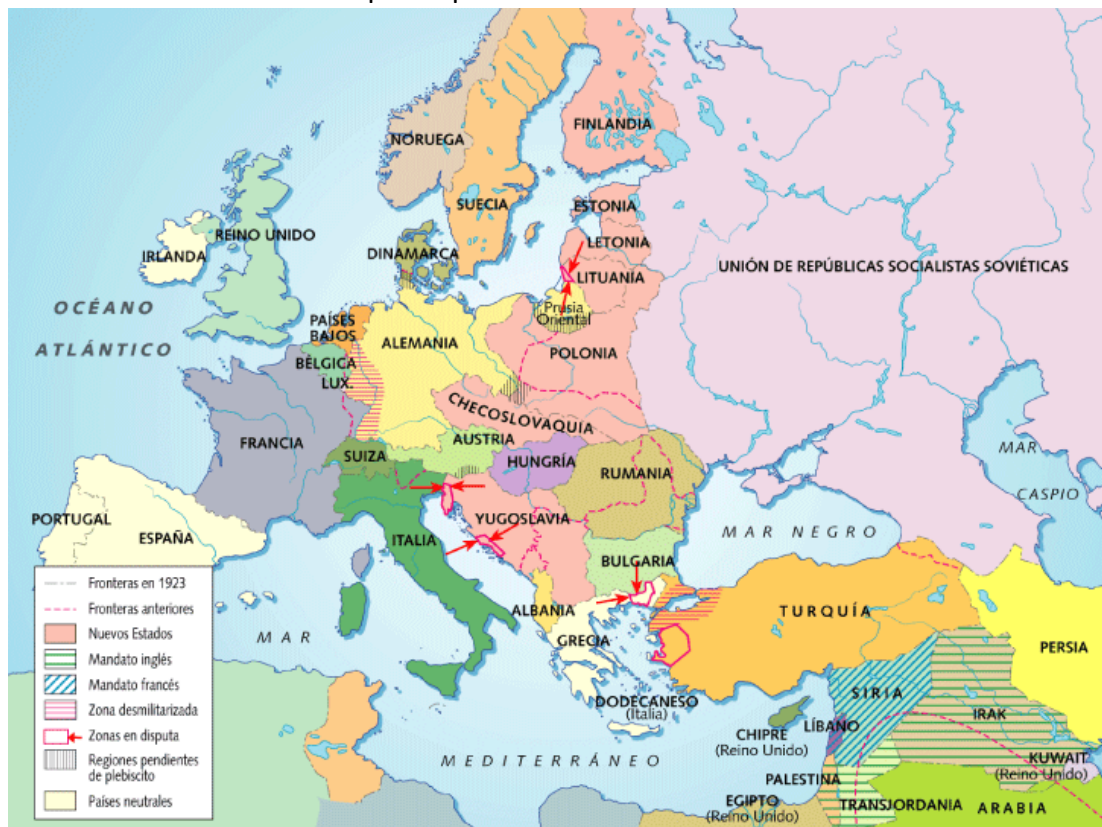 NORUEGA
FINLANDIA
SUECIA
ESTONIA
REINO UNIDO
LETONIA
IRLANDA
DINAMARCA
LITUANIA
UNIÓN DE REPÚBLICAS SOCIALISTAS SOVIÉTICAS
OCÉANO
ATLÁNTICO
Prusia
Oriental
PAÍSES
BAJOS
ALEMANIA
POLONIA
BÉLGICA
LUX.
CHECOSLOVAQUIA
FRANCIA
AUSTRIA
SUIZA
HUNGRÍA
RUMANIA
MAR
CASPIO
PORTUGAL
ESPAÑA
ITALIA
YUGOSLAVIA
MAR NEGRO
BULGARIA
ALBANIA
TURQUÍA
GRECIA
PERSIA
MAR
DODECANESO
(Italia)
SIRIA
IRAK
CHIPRE
(Reino Unido)
LÍBANO
MEDITERRÁNEO
KUWAIT
(Reino Unido)
PALESTINA
EGIPTO
(Reino Unido)
TRANSJORDANIA
ARABIA
Fronteras en 1923
Fronteras anteriores
Nuevos Estados
Mandato inglés
Mandato francés
Zona desmilitarizada
Zonas en disputa
Regiones pendientes
de plebiscito
Países neutrales